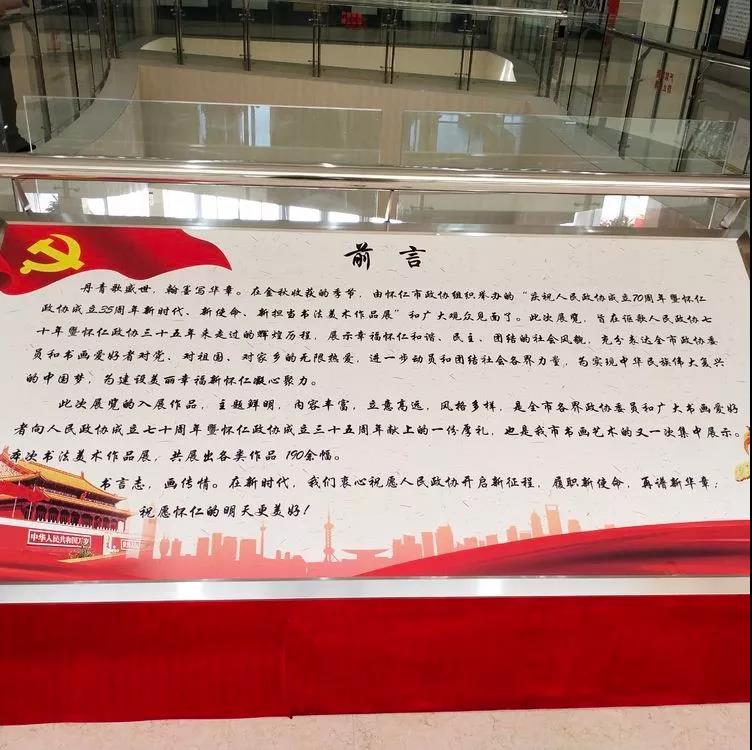 前言
丹青歌盛世，翰墨写华章。在金秋收获的季节，由怀仁市政协组织举办的“庆祝人民政协成立70周年暨怀仁
政协成立35周年新时代、新使命、新担当书法美术作品展”和广大观众见面了。此次展览，旨在讴歌人民政协七
十年暨怀仁政协三十五年来走过的辉煌历程，展示幸福怀仁和谐、民主、团结的社会风貌，充分表达全市政协委
员和书画爱好者对党、对祖国、对家乡的无限热爱，进一步动员和团结社会各界力量，为实现中华民族伟大复兴
的中国梦，为建设美丽幸福新怀仁凝心聚力。
此次展览的入展作品，主题鲜明，内容丰富，立意高远，风格多样，是全市各界政协委员和广大书画爱好
者向人民政协成立七十周年暨怀仁政协成立三十五周年献上的一份厚礼，也是我市书画艺术的又一次集中展示。
本次书法美术作品展，共展出各类作品190余幅。
书言志，画传情。在新时代，我们衷心祝愿人民政协开启新征程，履职新使命，再谱新华章；
祝愿怀仁的明天更美好！
中华人民共和国万岁